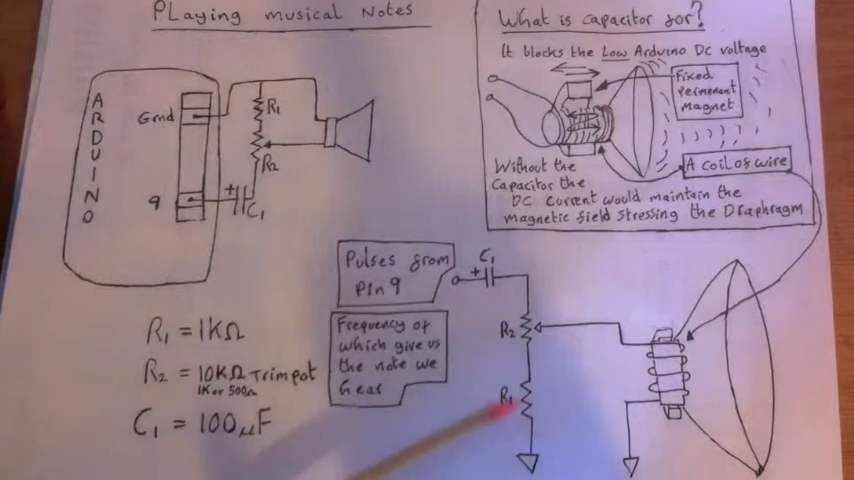 PLaying musical Notes
ARDUINO
Grnd
R1
R2
9
+
C1
R1 = 1KΩ
R2 = 10KΩ Trimpot
1K or 500Ω
C1 = 100μF
What is capacitor for?
It blocks the Low Arduino DC voltage
Fixed
permenent
Magnet
A coil of wire
Without the
Capacitor the
DC current would maintain the
magnetic field stressing the Diaphragm
Pulses from
Pin 9
Frequency of
which give us
the note we
hear
C1
+
R2
R1